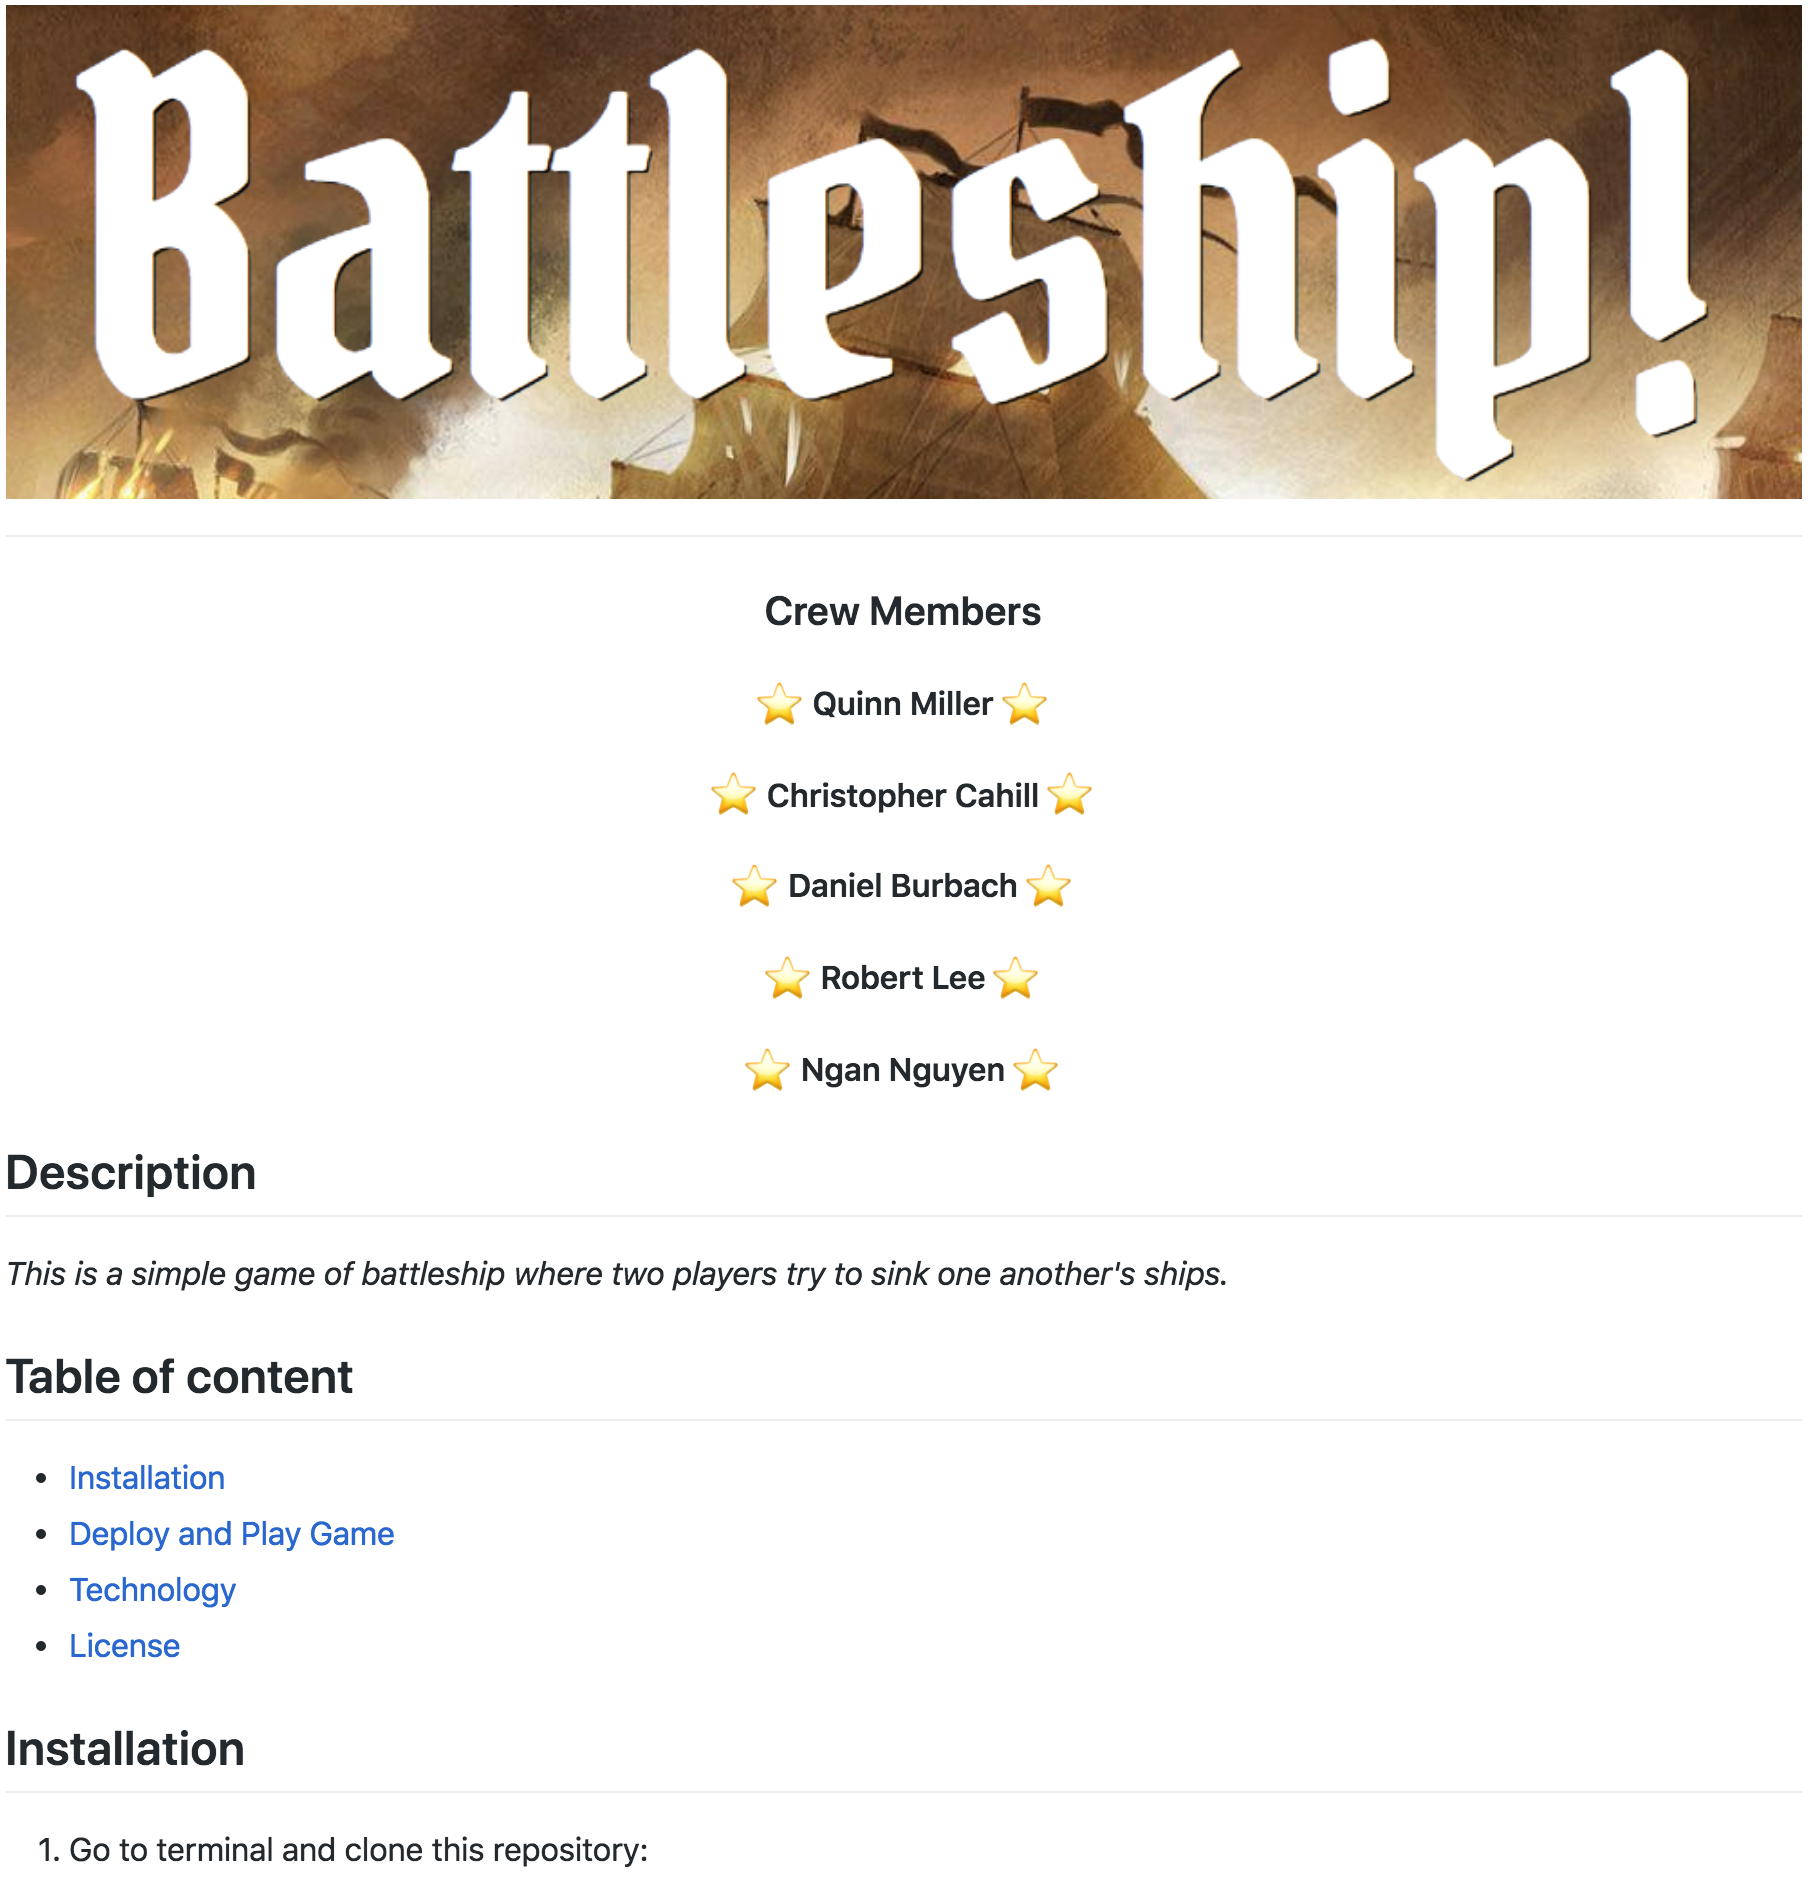 Battleship!
Crew Members
⭐ Quinn Miller ⭐
⭐ Christopher Cahill ⭐
⭐ Daniel Burbach ⭐
⭐ Robert Lee ⭐
⭐ Ngan Nguyen ⭐
Description
This is a simple game of battleship where two players try to sink one another's ships.
Table of content
• Installation
• Deploy and Play Game
• Technology
• License
Installation
1. Go to terminal and clone this repository: